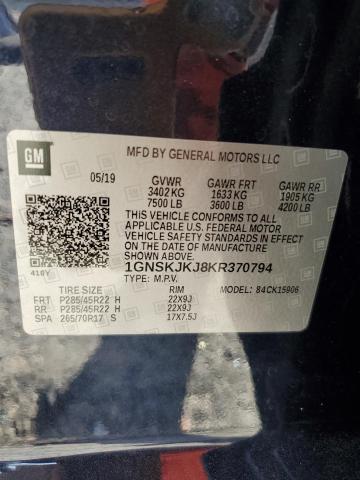 GM
MFD BY GENERAL MOTORS LLC
05/19 GVWR GAWR FRT GAWR RR
3402 KG 1633 KG 1905 KG
7500 LB 3600 LB 4200 LB
THIS VEHICLE CONFORMS TO ALL
APPLICABLE U.S. FEDERAL MOTOR
VEHICLE SAFETY STANDARDS IN
EFFECT ON THE DATE OF MANUFACTURE
SHOWN ABOVE.
1GNSKJKJ8KR370794
416Y TYPE: M.P.V.
TIRE SIZE RIM 84CK15906
FRT P285/45R22 H 22X9J
RR P285/45R22 H 22X9J
SPA 265/70R17 S 17X7.5J